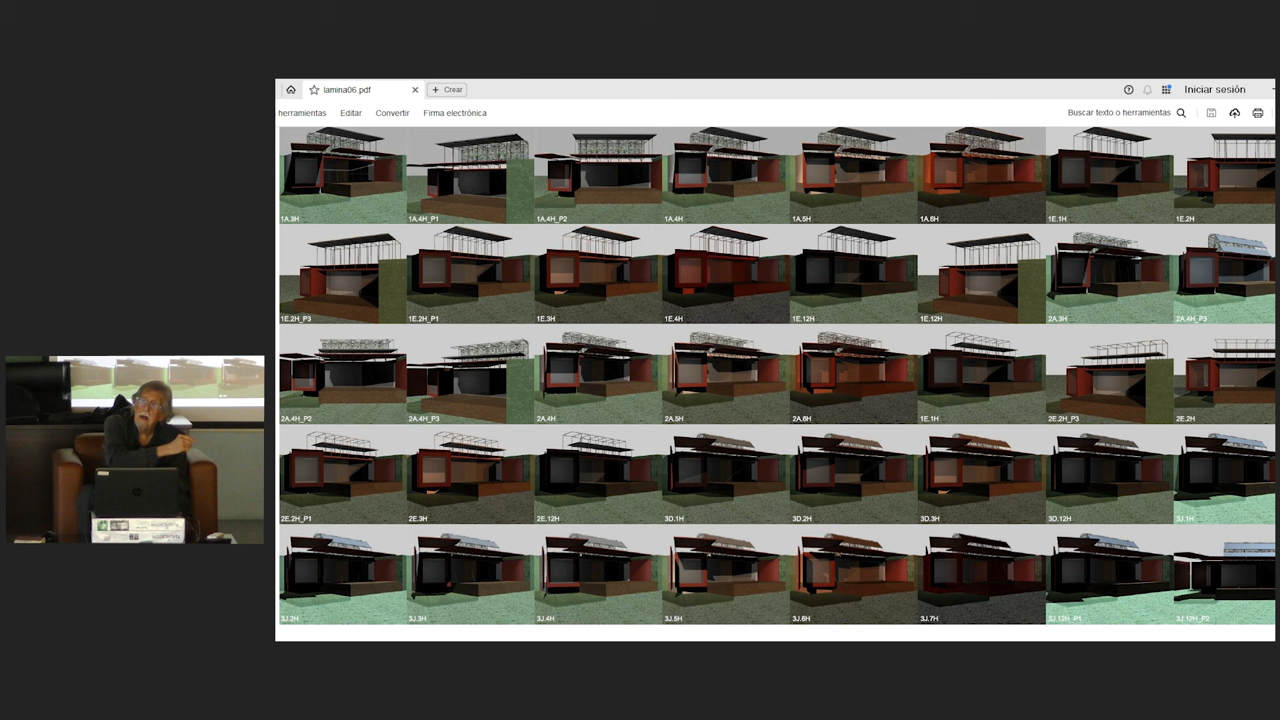 lamina06.pdf
Crear
Iniciar sesión
herramientas Editar Convertir Firma electrónica
Buscar texto o herramientas
1A.3H 1A.4H_P1 1A.4H_P2 1A.4H 1A.5H 1A.6H 1E.1H 1E.2H
1E.2H_P3 1E.2H_P1 1E.3H 1E.4H 1E.12H 1E.12H 2A.3H 2A.4H_P3
2A.4H_P2 2A.4H_P3 2A.4H 2A.5H 2A.6H 1E.1H 2E.2H_P3 2E.2H
2E.2H_P1 2E.3H 2E.12H 3D.1H 3D.2H 3D.3H 3D.12H 3J.1H
3J.2H 3J.3H 3J.4H 3J.5H 3J.6H 3J.7H 3J.12H_P1 3J.12H_P2